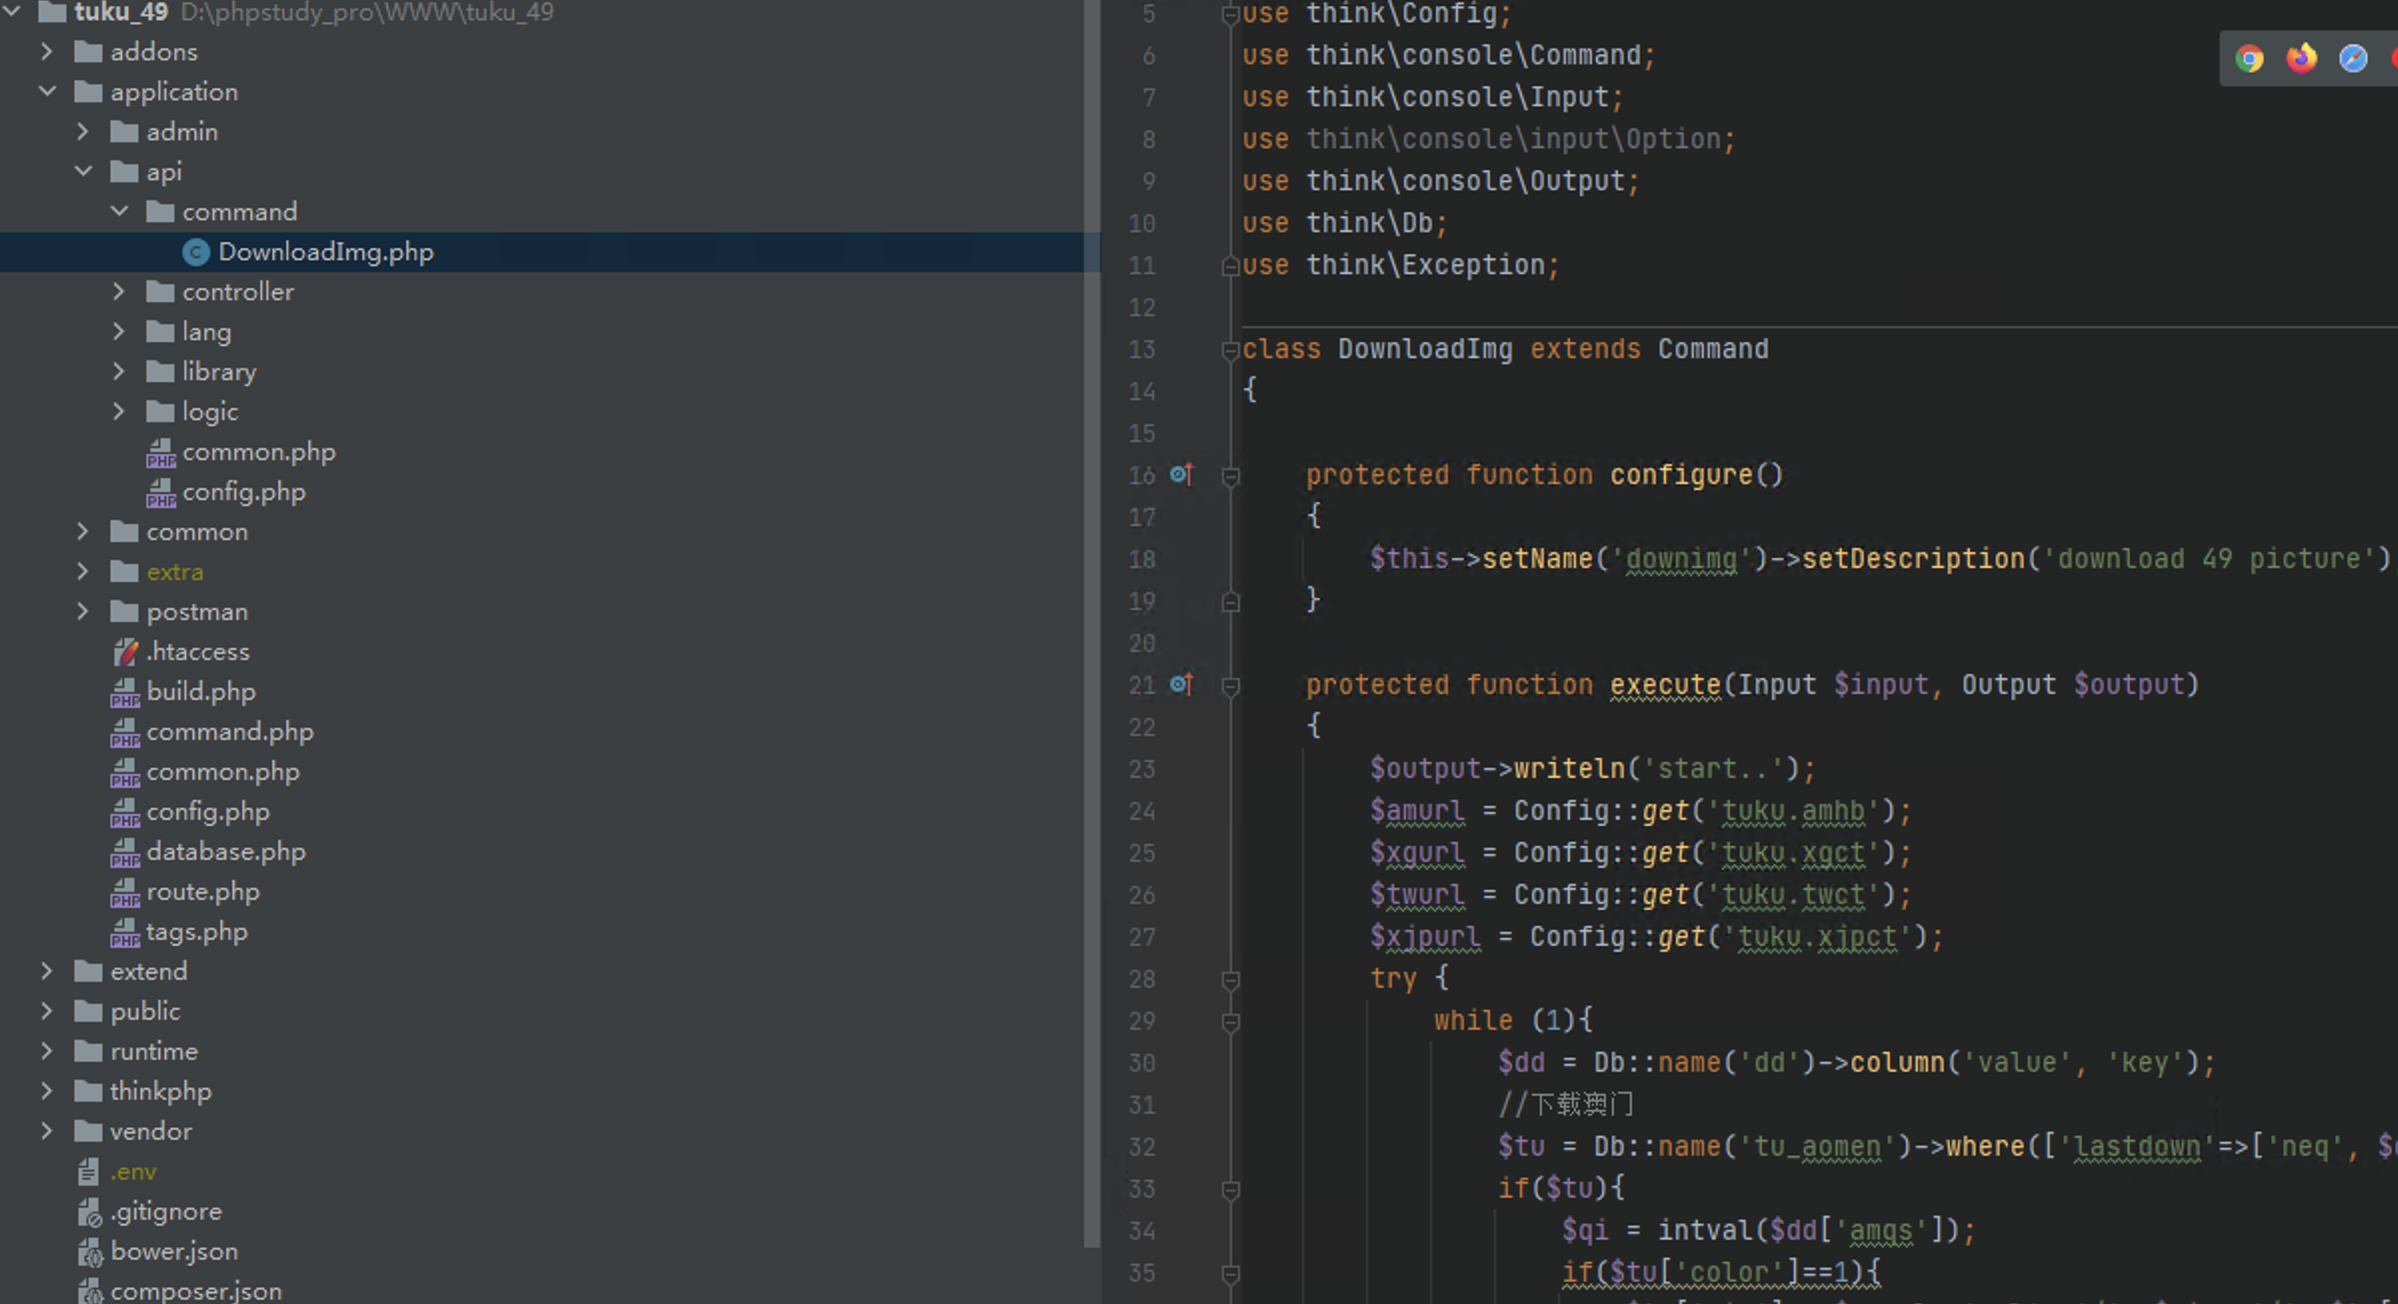 tuku_49 D:\phpstudy_pro\WWW\tuku_49
addons
application
admin
api
command
DownloadImg.php
controller
lang
library
logic
common.php
config.php
common
extra
postman
.htaccess
build.php
command.php
common.php
config.php
database.php
route.php
tags.php
extend
public
runtime
thinkphp
vendor
.env
.gitignore
bower.json
composer.json
5 use think\Config;
6 use think\console\Command;
7 use think\console\Input;
8 use think\console\input\Option;
9 use think\console\Output;
10 use think\Db;
11 use think\Exception;
12
13 class DownloadImg extends Command
14 {
15
16 protected function configure()
17 {
18 $this->setName('downimg')->setDescription('download 49 picture')
19 }
20
21 protected function execute(Input $input, Output $output)
22 {
23 $output->writeln('start..');
24 $amurl = Config::get('tuku.amhb');
25 $xgurl = Config::get('tuku.xgct');
26 $twurl = Config::get('tuku.twct');
27 $xjpurl = Config::get('tuku.xjpct');
28 try {
29 while (1){
30 $dd = Db::name('dd')->column('value', 'key');
31 //下载澳门
32 $tu = Db::name('tu_aomen')->where(['lastdown'=>['neq', $
33 if($tu){
34 $qi = intval($dd['amqs']);
35 if($tu['color']==1){